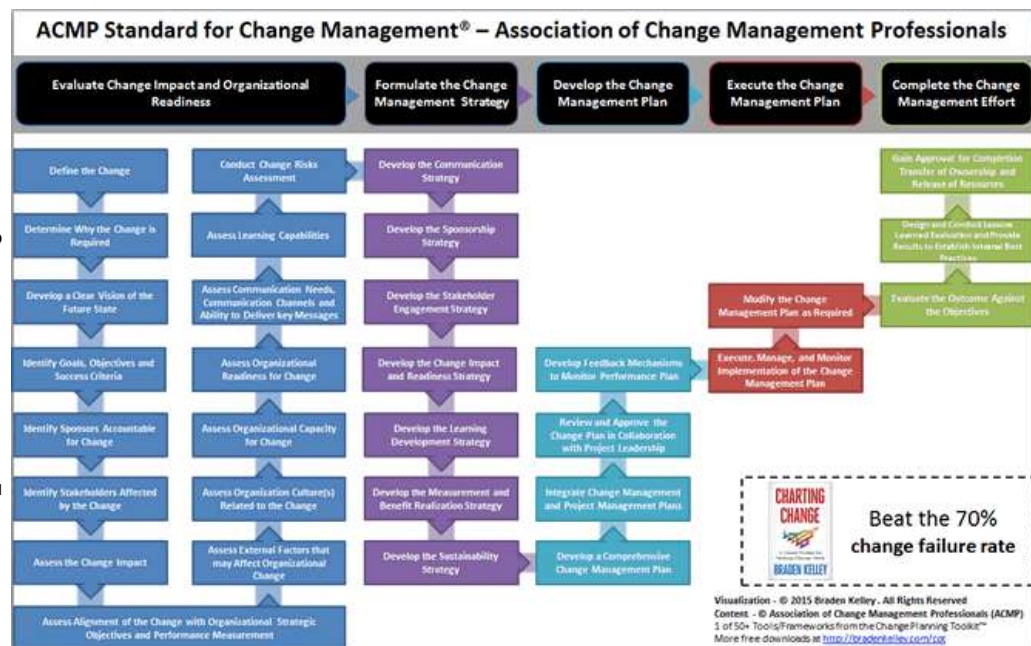 ACMP Standard for Change Management® – Association of Change Management Professionals
Evaluate Change Impact and Organizational
Readiness
Formulate the Change
Management Strategy
Develop the Change
Management Plan
Execute the Change
Management Plan
Complete the Change
Management Effort
Define the Change
Determine Why the Change is
Required
Develop a Clear Vision of the
Future State
Identify Goals, Objectives and
Success Criteria
Identify Sponsors Accountable
for Change
Identify Stakeholders Affected
by the Change
Assess the Change Impact
Assess Alignment of the Change with Organizational Strategic
Objectives and Performance Measurement
Assess External Factors that
may Affect Organizational
Change
Assess Organization Culture(s)
Related to the Change
Assess Organizational Capacity
for Change
Assess Organizational
Readiness for Change
Assess Communication Needs,
Communication Channels and
Ability to Deliver key Messages
Assess Learning Capabilities
Conduct Change Risks
Assessment
Develop the Communication
Strategy
Develop the Sponsorship
Strategy
Develop the Stakeholder
Engagement Strategy
Develop the Change Impact
and Readiness Strategy
Develop the Learning
Development Strategy
Develop the Measurement and
Benefit Realization Strategy
Develop the Sustainability
Strategy
Develop a Comprehensive
Change Management Plan
Integrate Change Management
and Project Management Plans
Review and Approve the
Change Plan in Collaboration
with Project Leadership
Develop Feedback Mechanisms
to Monitor Performance Plan
Execute, Manage, and Monitor
Implementation of the Change
Management Plan
Modify the Change
Management Plan as Required
Evaluate the Outcome Against
the Objectives
Design and Conduct Lessons
Learned Evaluation and Provide
Results to Establish Internal Best
Practices
Gain Approval for Completion
Transfer of Ownership and
Release of Resources
CHARTING
CHANGE
BRADEN KELLEY
Beat the 70%
change failure rate
Visualization - © 2015 Braden Kelley. All Rights Reserved
Content - © Association of Change Management Professionals (ACMP)
1 of 50+ Tools/Frameworks from the Change Planning Toolkit™
More free downloads at http://bradenkelley.com/cpt